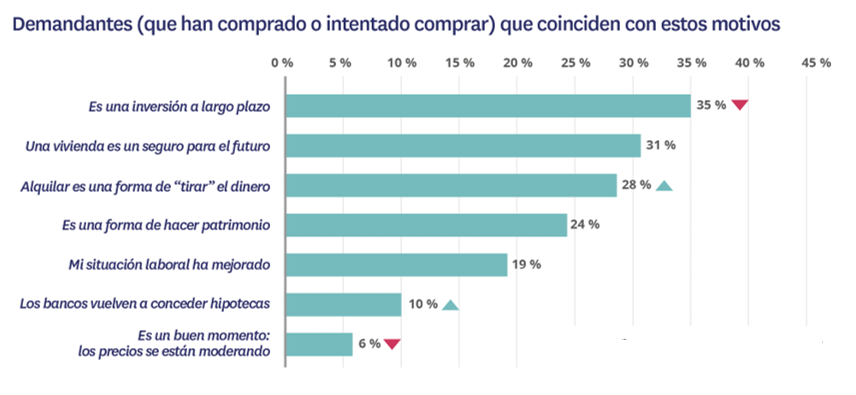 Demandantes (que han comprado o intentado comprar) que coinciden con estos motivos
0 % 5 % 10 % 15 % 20 % 25 % 30 % 35 % 40 % 45 %
Es una inversión a largo plazo 35 %
Una vivienda es un seguro para el futuro 31 %
Alquilar es una forma de “tirar” el dinero 28 %
Es una forma de hacer patrimonio 24 %
Mi situación laboral ha mejorado 19 %
Los bancos vuelven a conceder hipotecas 10 %
Es un buen momento:
los precios se están moderando 6 %